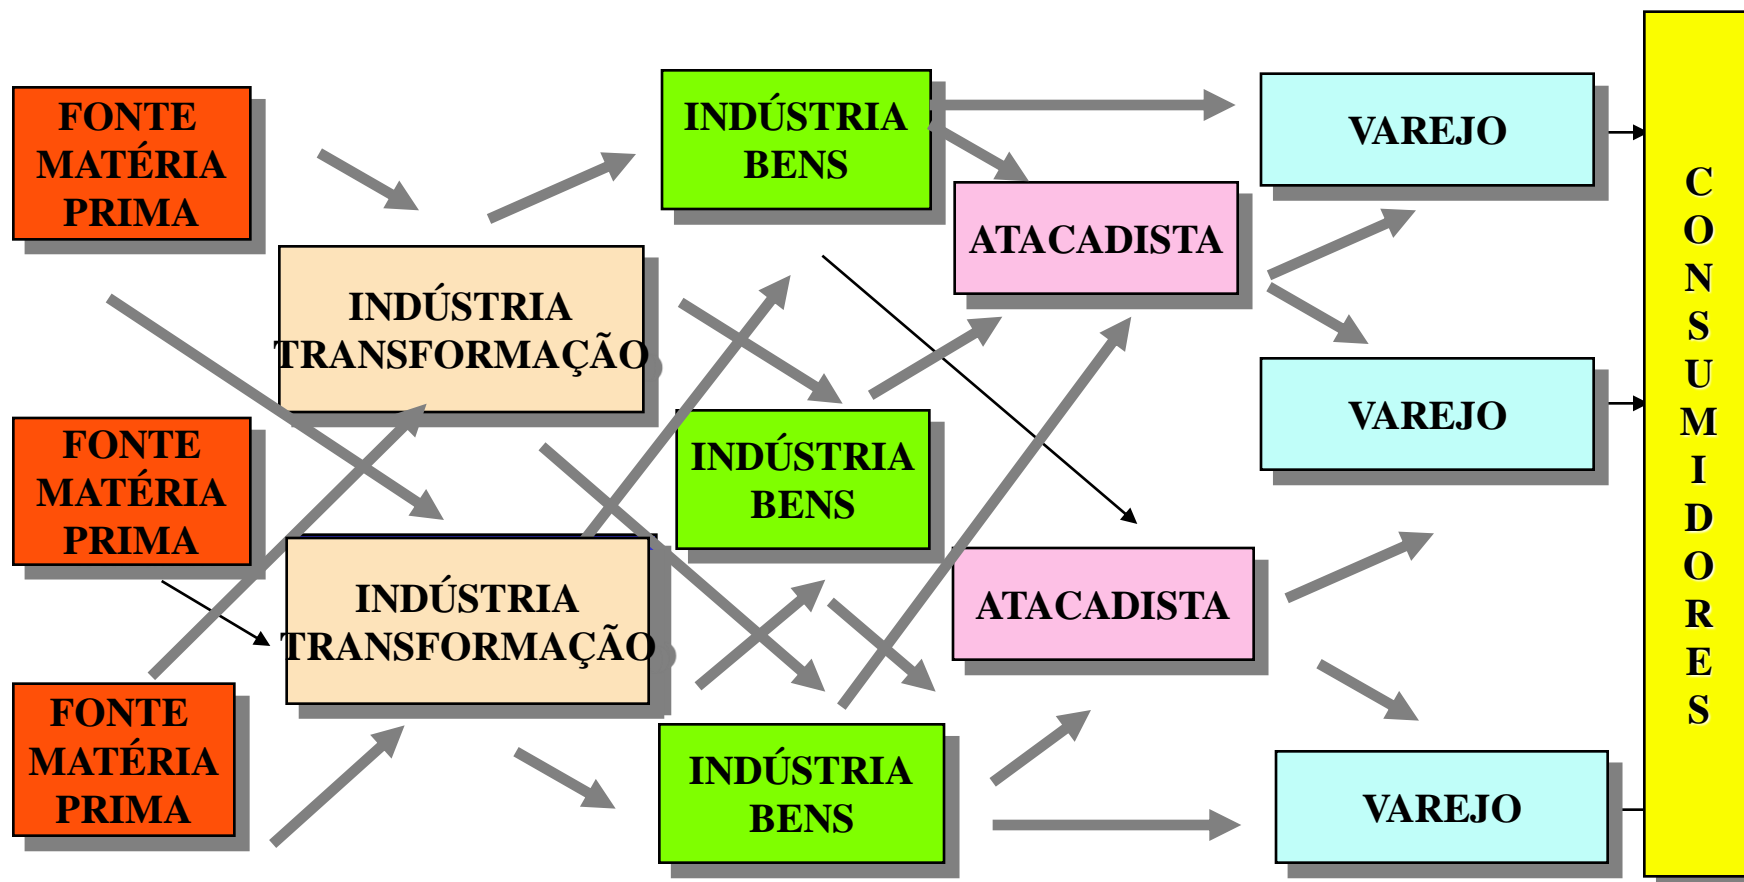 FONTE
MATÉRIA
PRIMA
FONTE
MATÉRIA
PRIMA
FONTE
MATÉRIA
PRIMA
INDÚSTRIA
TRANSFORMAÇÃO
INDÚSTRIA
TRANSFORMAÇÃO
INDÚSTRIA
BENS
INDÚSTRIA
BENS
INDÚSTRIA
BENS
ATACADISTA
ATACADISTA
VAREJO
VAREJO
VAREJO
C
O
N
S
U
M
I
D
O
R
E
S